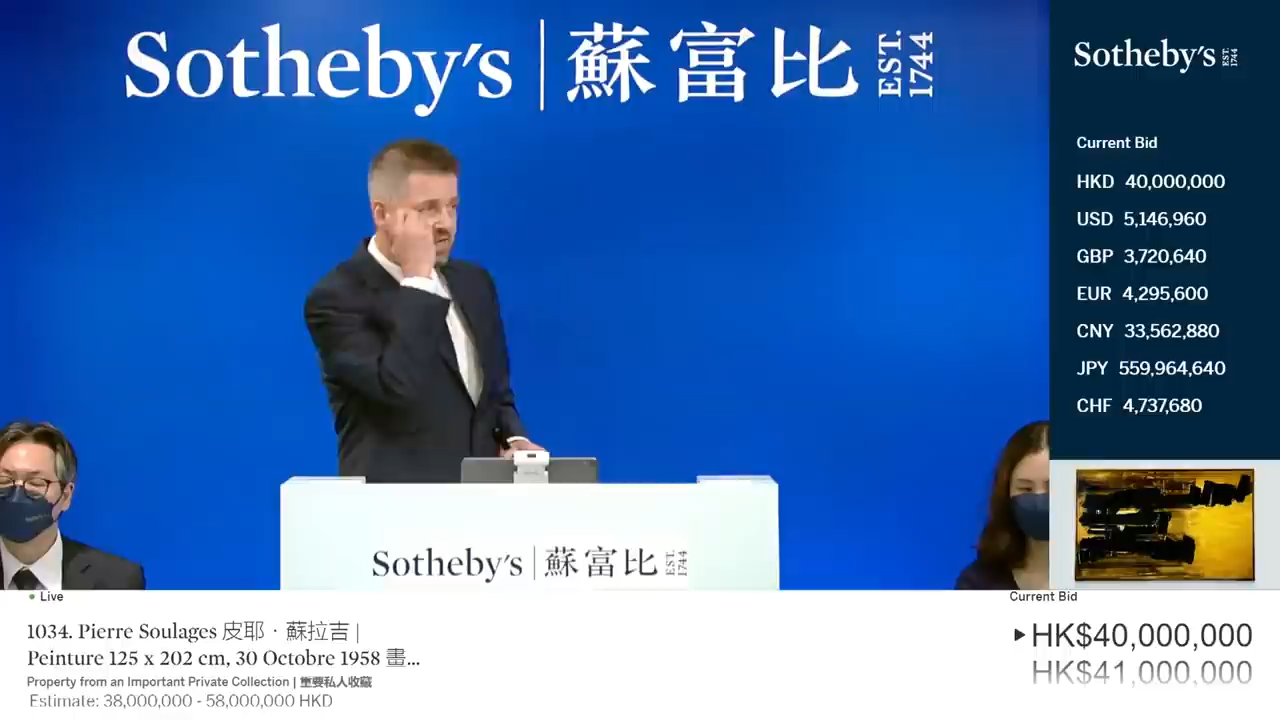 Sotheby's | 蘇富比 EST. 1744
Sotheby's EST. 1744
Current Bid
HKD 40,000,000
USD 5,146,960
GBP 3,720,640
EUR 4,295,600
CNY 33,562,880
JPY 559,964,640
CHF 4,737,680
Sotheby's | 蘇富比 EST. 1744
Live
1034. Pierre Soulages 皮耶・蘇拉吉 |
Peinture 125 x 202 cm, 30 Octobre 1958 畫...
Property from an Important Private Collection | 重要私人收藏
Estimate: 38,000,000 - 58,000,000 HKD
Current Bid
HK$40,000,000
HK$41,000,000